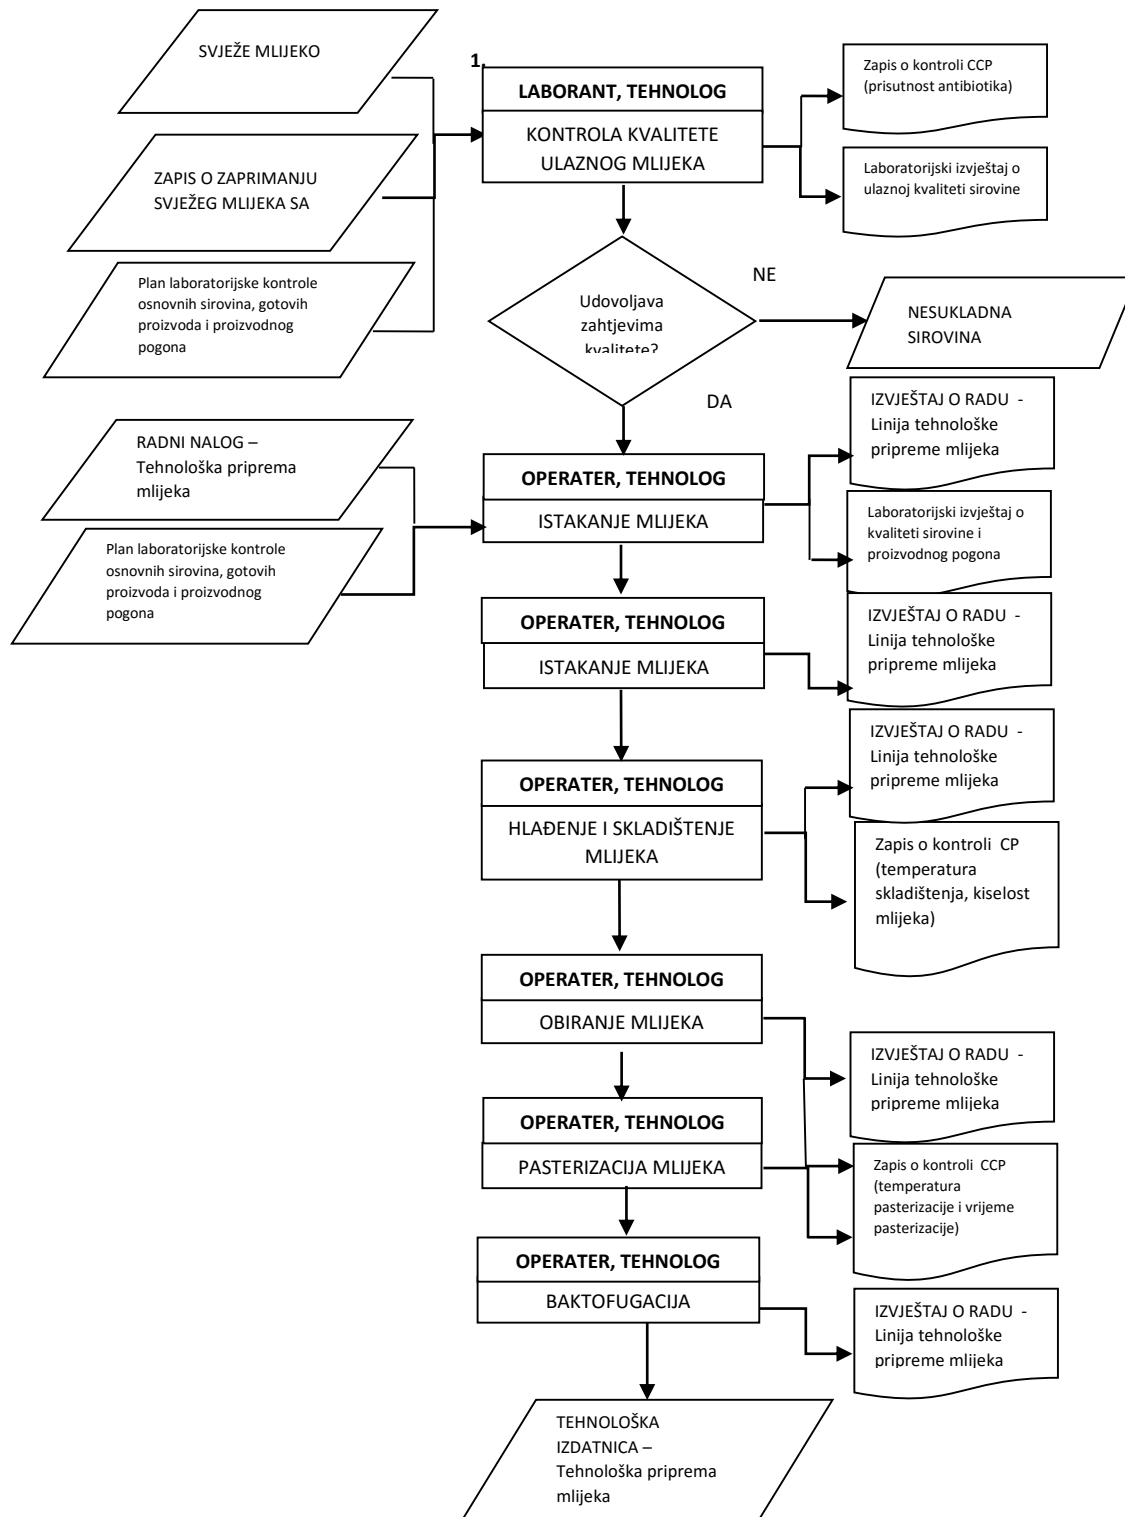 SVJEŽE MLIJEKO
1.
LABORANT, TEHNOLOG
KONTROLA KVALITETE
ULAZNOG MLIJEKA
Zapis o kontroli CCP
(prisutnost antibiotika)
ZAPIS O ZAPRIMANJU
SVJEŽEG MLIJEKA SA
Laboratorijski izvještaj o
ulaznoj kvaliteti sirovine
Plan laboratorijske kontrole
osnovnih sirovina, gotovih
proizvoda i proizvodnog
pogona
Udovoljava
zahtjevima
kvalitete?
NE
NESUKLADNA
SIROVINA
DA
IZVJEŠTAJ O RADU -
Linija tehnološke
pripreme mlijeka
RADNI NALOG –
Tehnološka priprema
mlijeka
OPERATER, TEHNOLOG
ISTAKANJE MLIJEKA
Laboratorijski izvještaj o
kvaliteti sirovine i
proizvodnog pogona
Plan laboratorijske kontrole
osnovnih sirovina, gotovih
proizvoda i proizvodnog
pogona
OPERATER, TEHNOLOG
ISTAKANJE MLIJEKA
IZVJEŠTAJ O RADU -
Linija tehnološke
pripreme mlijeka
OPERATER, TEHNOLOG
HLAĐENJE I SKLADIŠTENJE
MLIJEKA
IZVJEŠTAJ O RADU -
Linija tehnološke
pripreme mlijeka
Zapis o kontroli CP
(temperatura
skladištenja, kiselost
mlijeka)
OPERATER, TEHNOLOG
OBIRANJE MLIJEKA
IZVJEŠTAJ O RADU -
Linija tehnološke
pripreme mlijeka
OPERATER, TEHNOLOG
PASTERIZACIJA MLIJEKA
Zapis o kontroli CCP
(temperatura
pasterizacije i vrijeme
pasterizacije)
OPERATER, TEHNOLOG
BAKTOFUGACIJA
IZVJEŠTAJ O RADU -
Linija tehnološke
pripreme mlijeka
TEHNOLOŠKA
IZDATNICA –
Tehnološka priprema
mlijeka